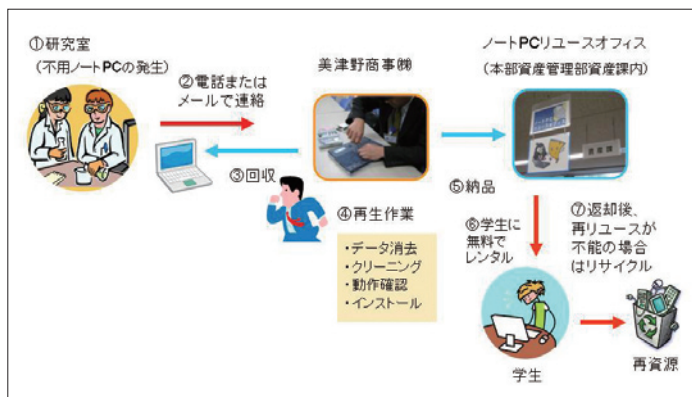 ①研究室
（不用ノートPCの発生）
②電話または
メールで連絡
美津野商事㈱
ノートPCリユースオフィス
（本部資産管理部資産課内）
③回収
④再生作業
・データ消去
・クリーニング
・動作確認
・インストール
⑤納品
⑥学生に
無料で
レンタル
⑦返却後、
再リユースが
不能の場合
はリサイクル
学生
再資源